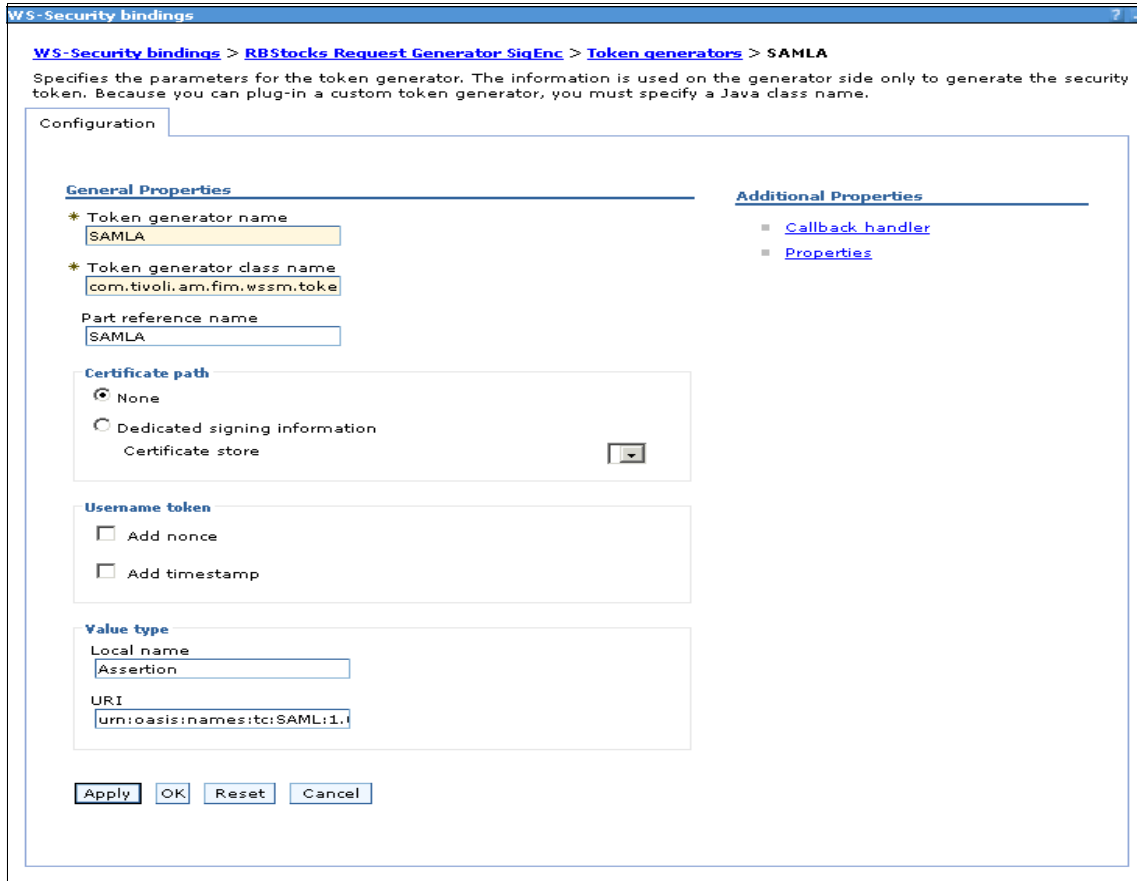 WS-Security bindings ?
WS-Security bindings > RBStocks Request Generator SigEnc > Token generators > SAMLA
Specifies the parameters for the token generator. The information is used on the generator side only to generate the security
token. Because you can plug-in a custom token generator, you must specify a Java class name.
Configuration
General Properties
* Token generator name
SAMLA
* Token generator class name
com.tivoli.am.fim.wssm.toke
Part reference name
SAMLA
Certificate path
None
Dedicated signing information
Certificate store
Username token
Add nonce
Add timestamp
Value type
Local name
Assertion
URI
urn:oasis:names:tc:SAML:1.
Apply OK Reset Cancel
Additional Properties
Callback handler
Properties